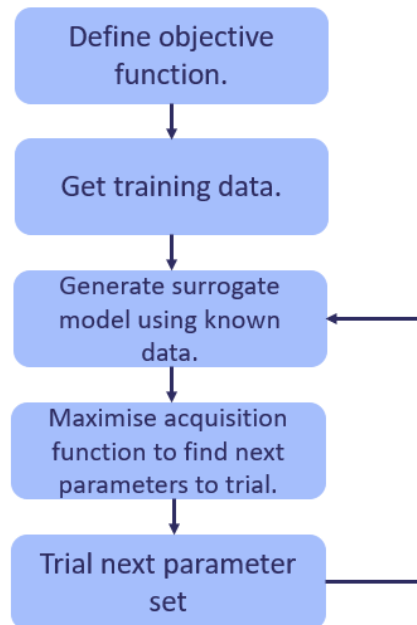 Define objective
function.
Get training data.
Generate surrogate
model using known
data.
Maximise acquisition
function to find next
parameters to trial.
Trial next parameter
set